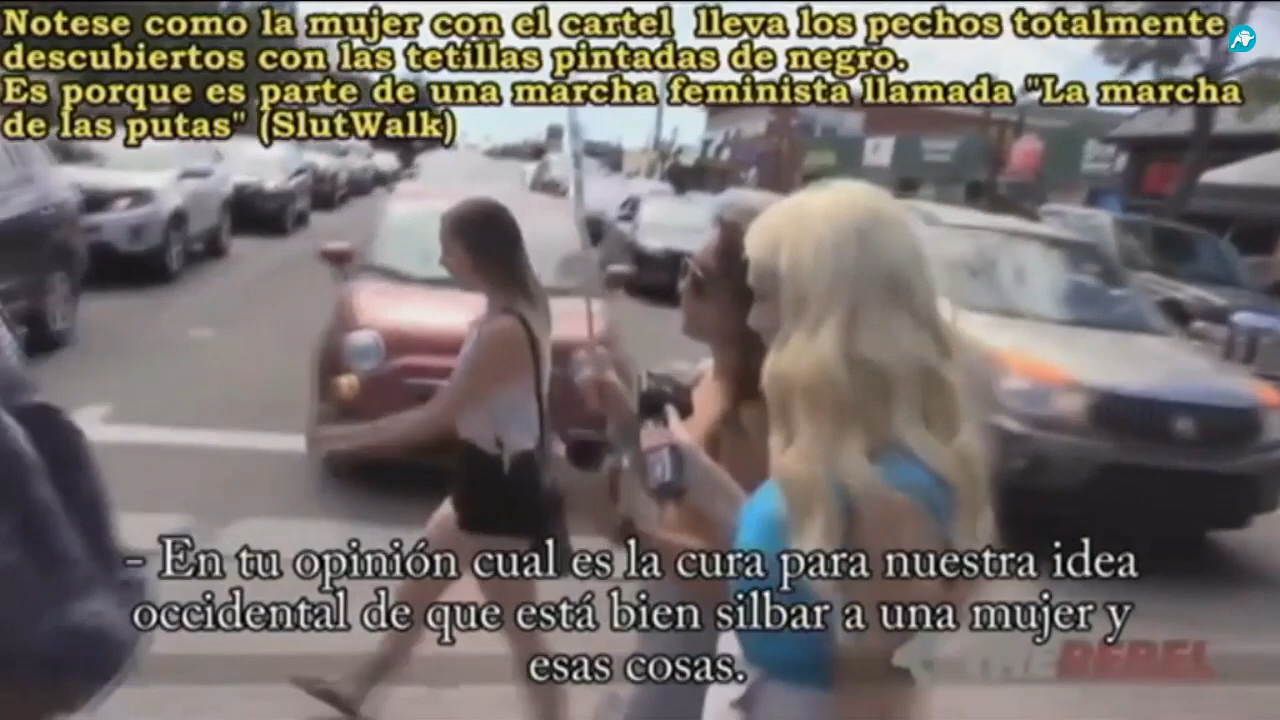 Notese como la mujer con el cartel lleva los pechos totalmente
descubiertos con las tetillas pintadas de negro.
Es porque es parte de una marcha feminista llamada "La marcha
de las putas" (SlutWalk)
- En tu opinión cual es la cura para nuestra idea
occidental de que está bien silbar a una mujer y
esas cosas.
THE REBEL